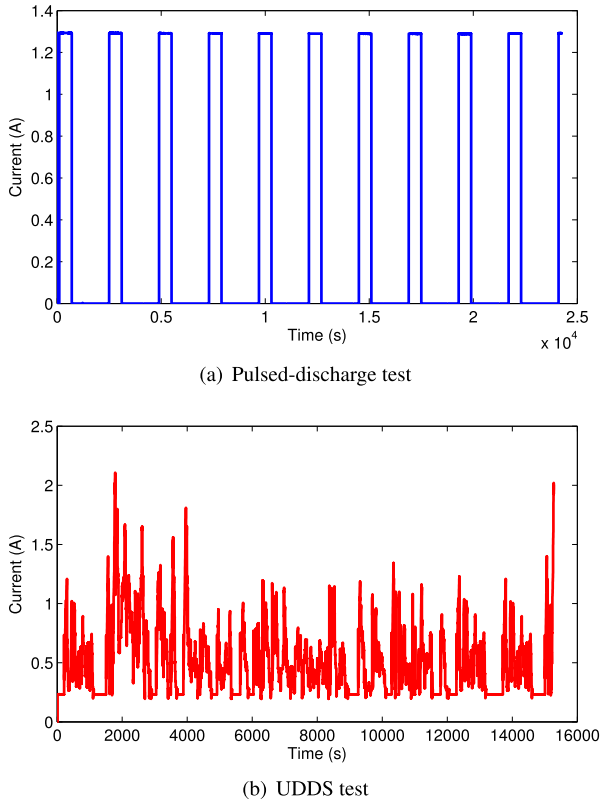 1.4
1.2
1
0.8
0.6
0.4
0.2
0
Current (A)
0 0.5 1 1.5 2 2.5
Time (s)
x 10^4
(a) Pulsed-discharge test
2.5
2
1.5
1
0.5
0
Current (A)
0 2000 4000 6000 8000 10000 12000 14000 16000
Time (s)
(b) UDDS test